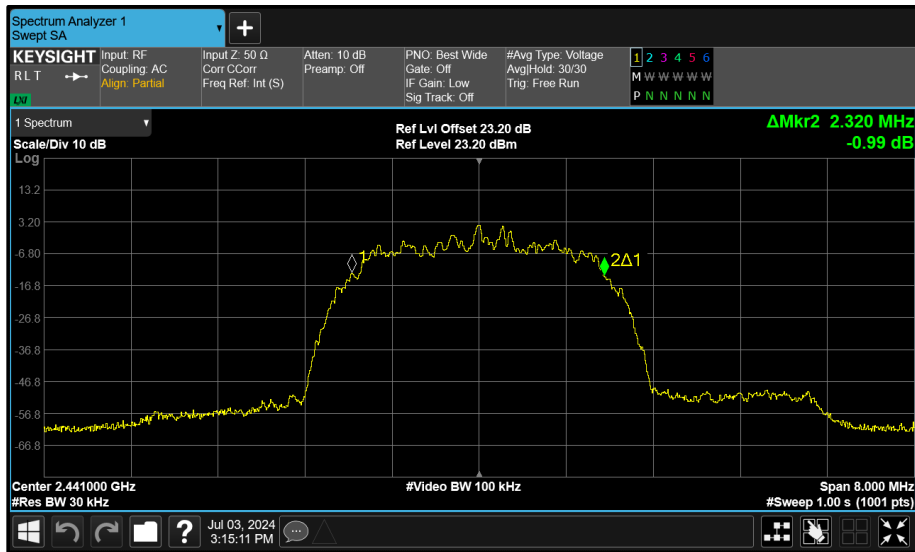 Spectrum Analyzer 1
Swept SA
+
KEYSIGHT
RLT
LXI
Input: RF
Coupling: AC
Align: Partial
Input Z: 50 Ω
Corr CCorr
Freq Ref: Int (S)
Atten: 10 dB
Preamp: Off
PNO: Best Wide
Gate: Off
IF Gain: Low
Sig Track: Off
#Avg Type: Voltage
Avg|Hold: 30/30
Trig: Free Run
1 2 3 4 5 6
M W W W W W
P N N N N N
1 Spectrum
Scale/Div 10 dB
Ref Lvl Offset 23.20 dB
Ref Level 23.20 dBm
ΔMkr2 2.320 MHz
-0.99 dB
Log
13.2
3.20
-6.80
-16.8
-26.8
-36.8
-46.8
-56.8
-66.8
1
2Δ1
Center 2.441000 GHz
#Res BW 30 kHz
#Video BW 100 kHz
Span 8.000 MHz
#Sweep 1.00 s (1001 pts)
?
Jul 03, 2024
3:15:11 PM